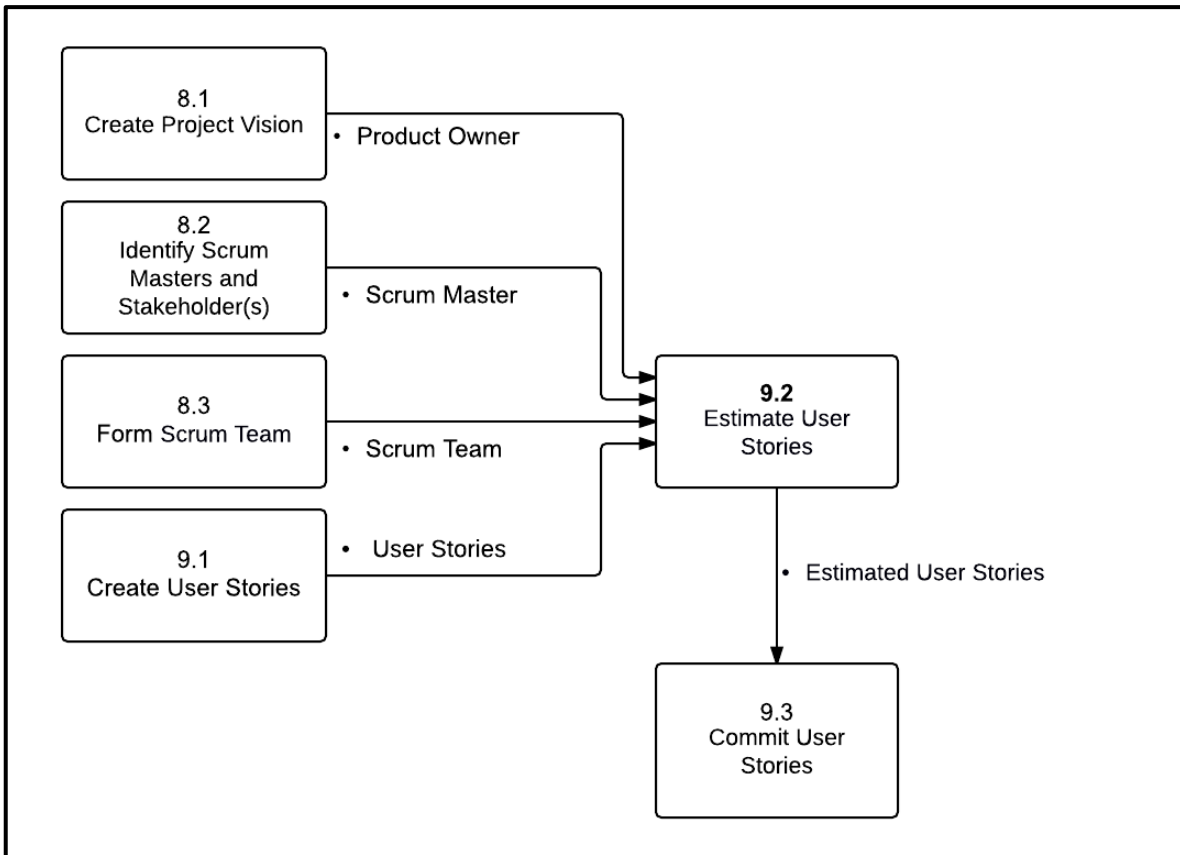 8.1
Create Project Vision
• Product Owner
8.2
Identify Scrum
Masters and
Stakeholder(s)
• Scrum Master
8.3
Form Scrum Team
• Scrum Team
9.1
Create User Stories
• User Stories
9.2
Estimate User
Stories
• Estimated User Stories
9.3
Commit User
Stories